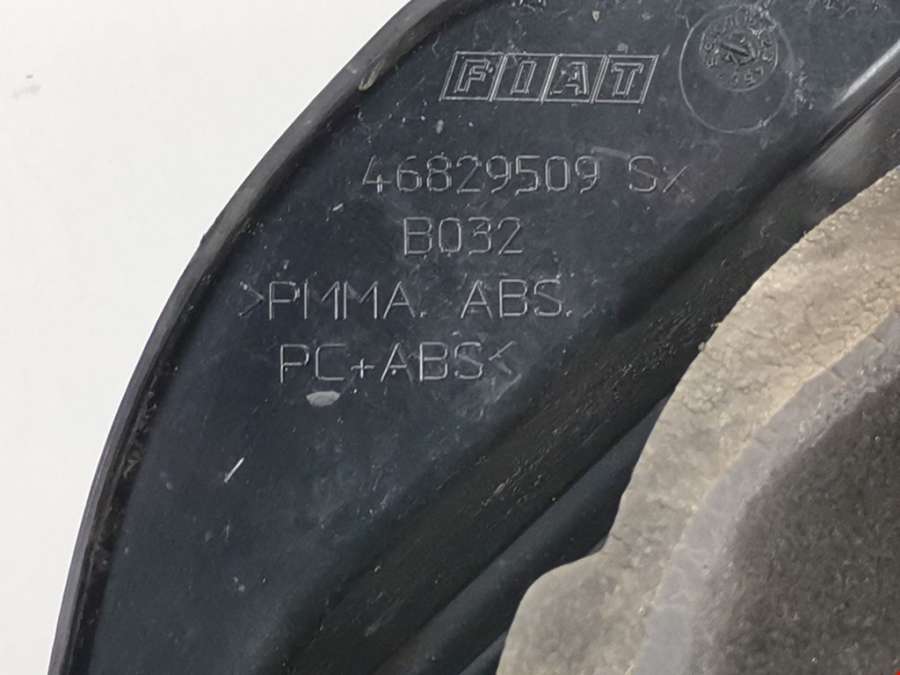 FIAT
46829509 Sx
B032
>PMMA. ABS.
PC+ABS<